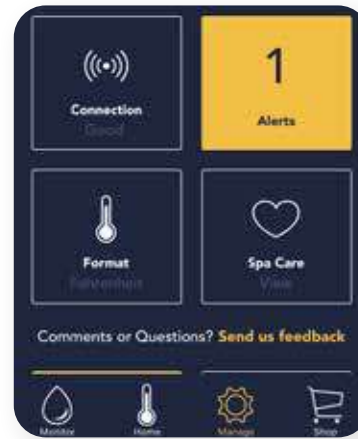 1
Connection
Good
Alerts
Format
Fahrenheit
Spa Care
View
Comments or Questions? Send us feedback
Monitor
Home
Manage
Shop